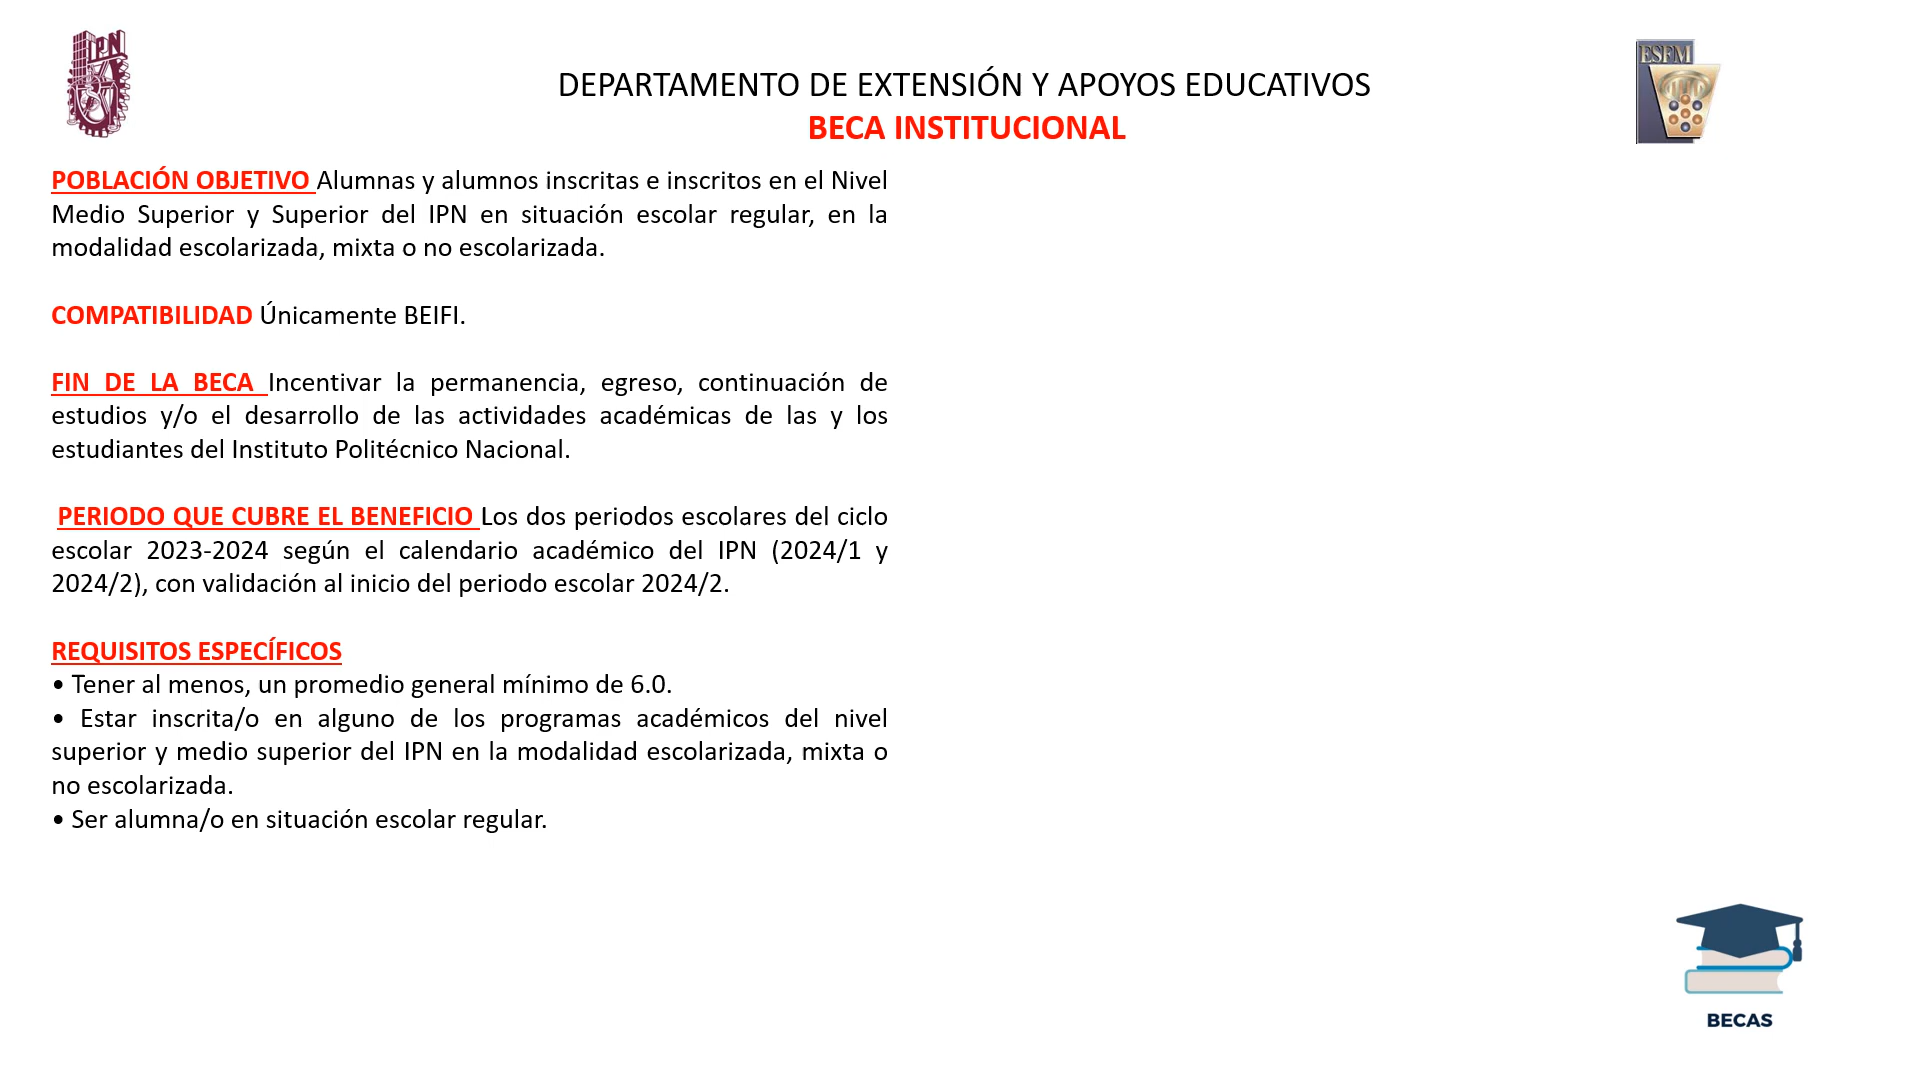 IPN
ESFM
DEPARTAMENTO DE EXTENSIÓN Y APOYOS EDUCATIVOS
BECA INSTITUCIONAL
POBLACIÓN OBJETIVO Alumnas y alumnos inscritas e inscritos en el Nivel
Medio Superior y Superior del IPN en situación escolar regular, en la
modalidad escolarizada, mixta o no escolarizada.
COMPATIBILIDAD Únicamente BEIFI.
FIN DE LA BECA Incentivar la permanencia, egreso, continuación de
estudios y/o el desarrollo de las actividades académicas de las y los
estudiantes del Instituto Politécnico Nacional.
PERIODO QUE CUBRE EL BENEFICIO Los dos periodos escolares del ciclo
escolar 2023-2024 según el calendario académico del IPN (2024/1 y
2024/2), con validación al inicio del periodo escolar 2024/2.
REQUISITOS ESPECÍFICOS
• Tener al menos, un promedio general mínimo de 6.0.
• Estar inscrita/o en alguno de los programas académicos del nivel
superior y medio superior del IPN en la modalidad escolarizada, mixta o
no escolarizada.
• Ser alumna/o en situación escolar regular.
BECAS